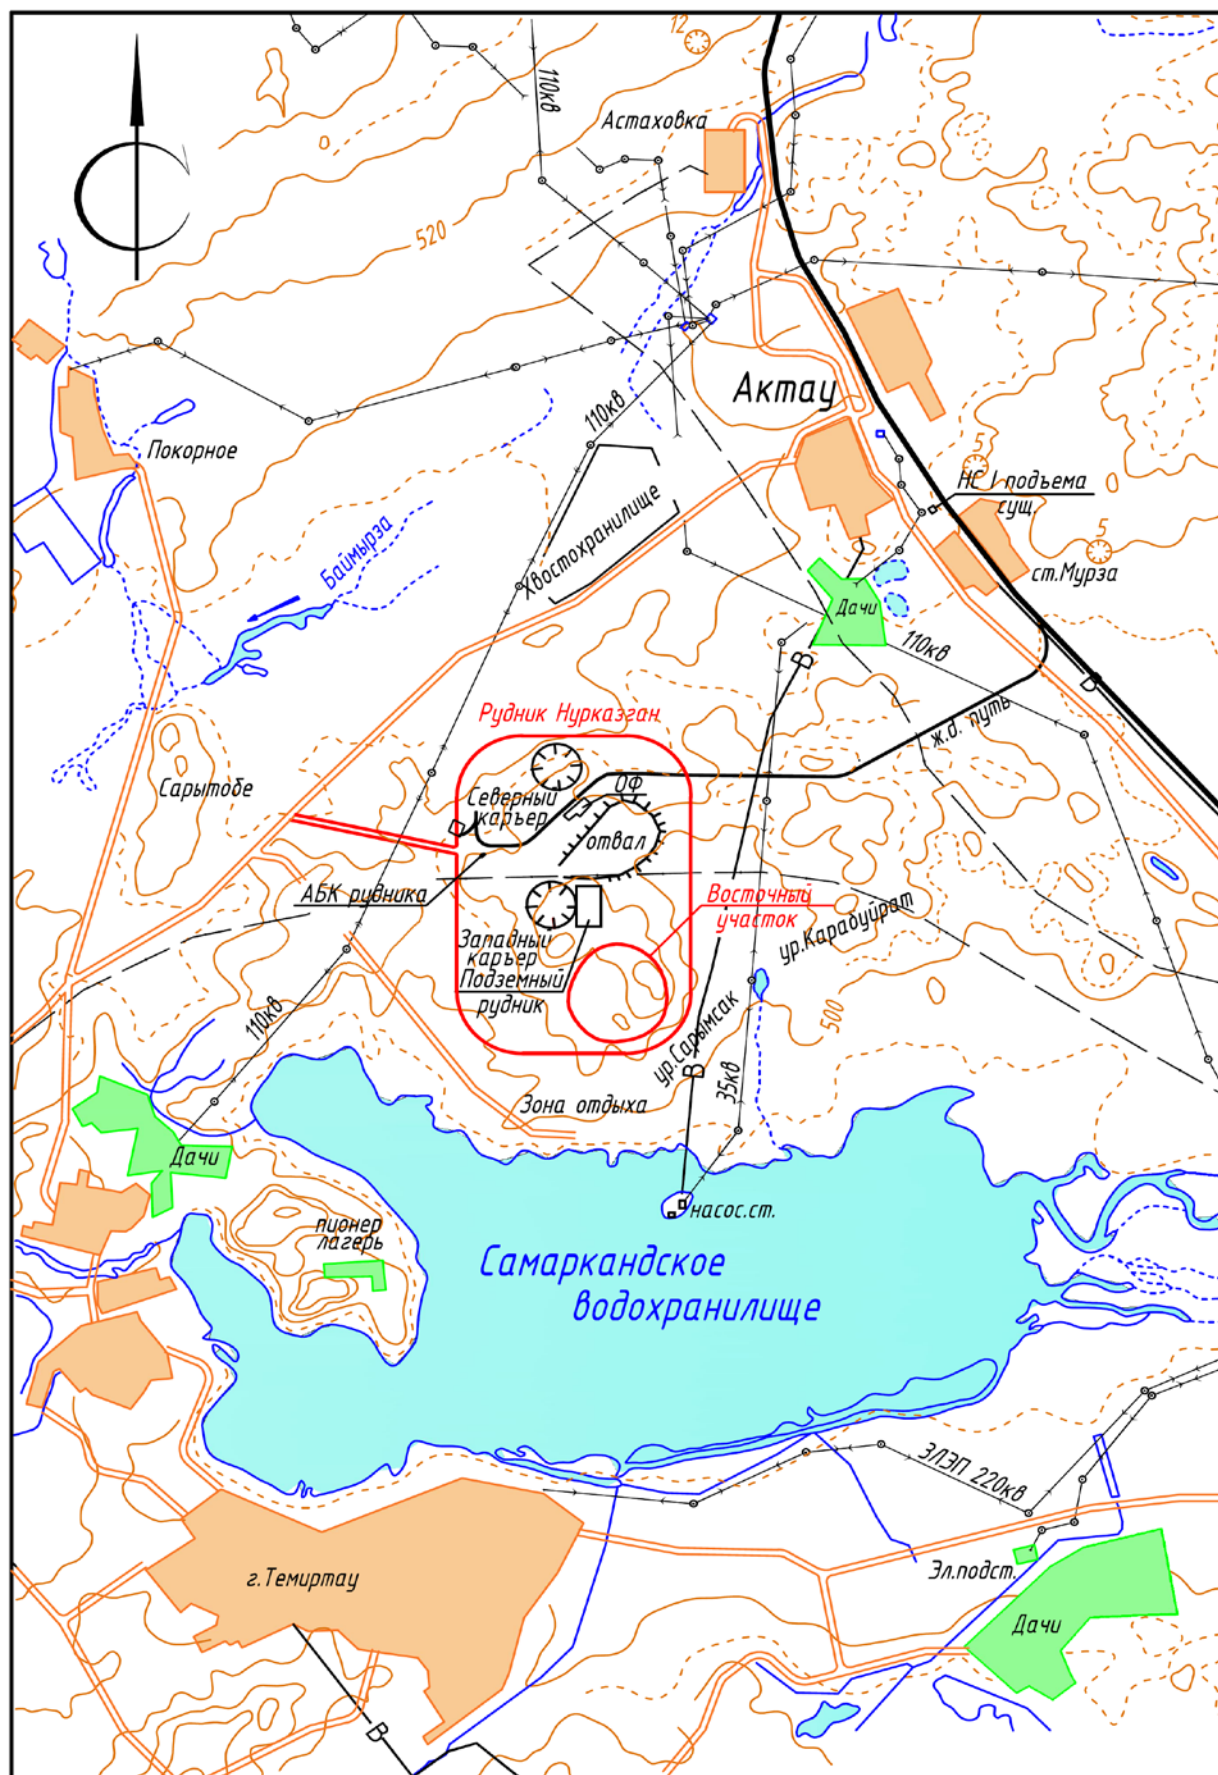 12
110кв
Астаховка
520
Актау
110кв
Покорное
5
НС I подъема
сущ.
Хвостохранилище
5
ст.Мурза
Баймырза
Дачи
110кв
В
В
Рудник Нурказган
ж.д. путь
Сарытобе
Северный
карьер
ОФ
отвал
АБК рудника
Восточный
участок
Западный
карьер
Подземный
рудник
ур.Карабуйрат
500
110кв
ур.Сарымсак
В
35кв
Зона отдыха
Дачи
насос.ст.
пионер
лагерь
Самаркандское
водохранилище
ЗЛЭП 220кв
Эл.подст.
г.Темиртау
Дачи
В